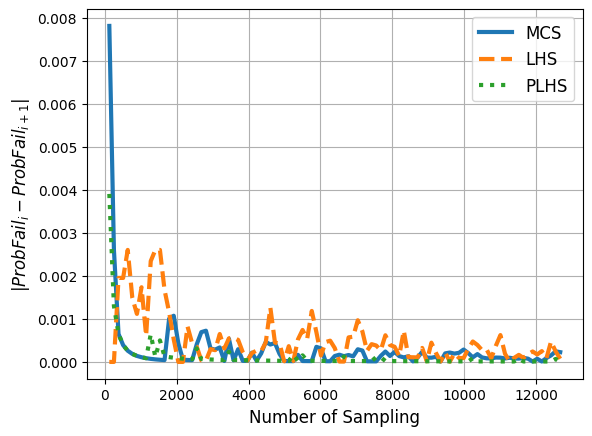 0.008
0.007
0.006
0.005
0.004
0.003
0.002
0.001
0.000
|ProbFail_i − ProbFail_{i+1}|
MCS
LHS
PLHS
0 2000 4000 6000 8000 10000 12000
Number of Sampling